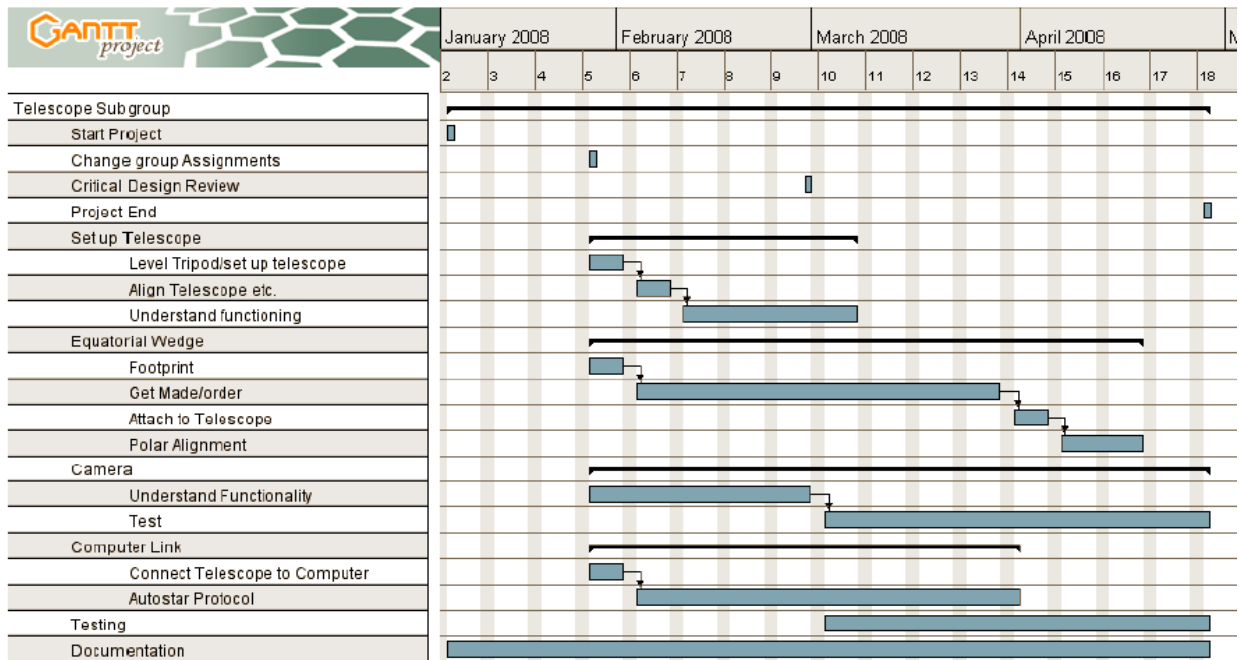 GANTT project
January 2008 February 2008 March 2008 April 2008 M
2 3 4 5 6 7 8 9 10 11 12 13 14 15 16 17 18
Telescope Subgroup
Start Project
Change group Assignments
Critical Design Review
Project End
Set up Telescope
Level Tripod/set up telescope
Align Telescope etc.
Understand functioning
Equatorial Wedge
Footprint
Get Made/order
Attach to Telescope
Polar Alignment
Camera
Understand Functionality
Test
Computer Link
Connect Telescope to Computer
Autostar Protocol
Testing
Documentation